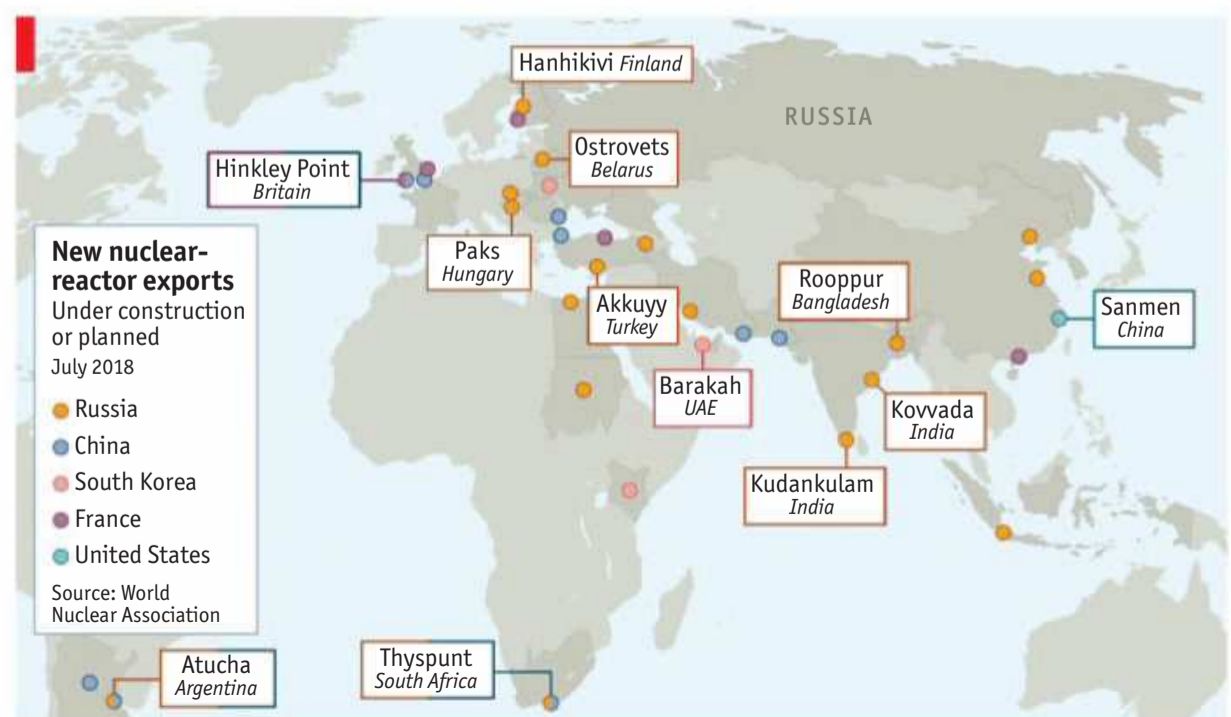 Hanhikivi Finland
RUSSIA
Ostrovets
Belarus
Hinkley Point
Britain
New nuclear-
reactor exports
Under construction
or planned
July 2018
Russia
China
South Korea
France
United States
Source: World
Nuclear Association
Paks
Hungary
Akkuyy
Turkey
Rooppur
Bangladesh
Sanmen
China
Barakah
UAE
Kovvada
India
Kudankulam
India
Atucha
Argentina
Thyspunt
South Africa